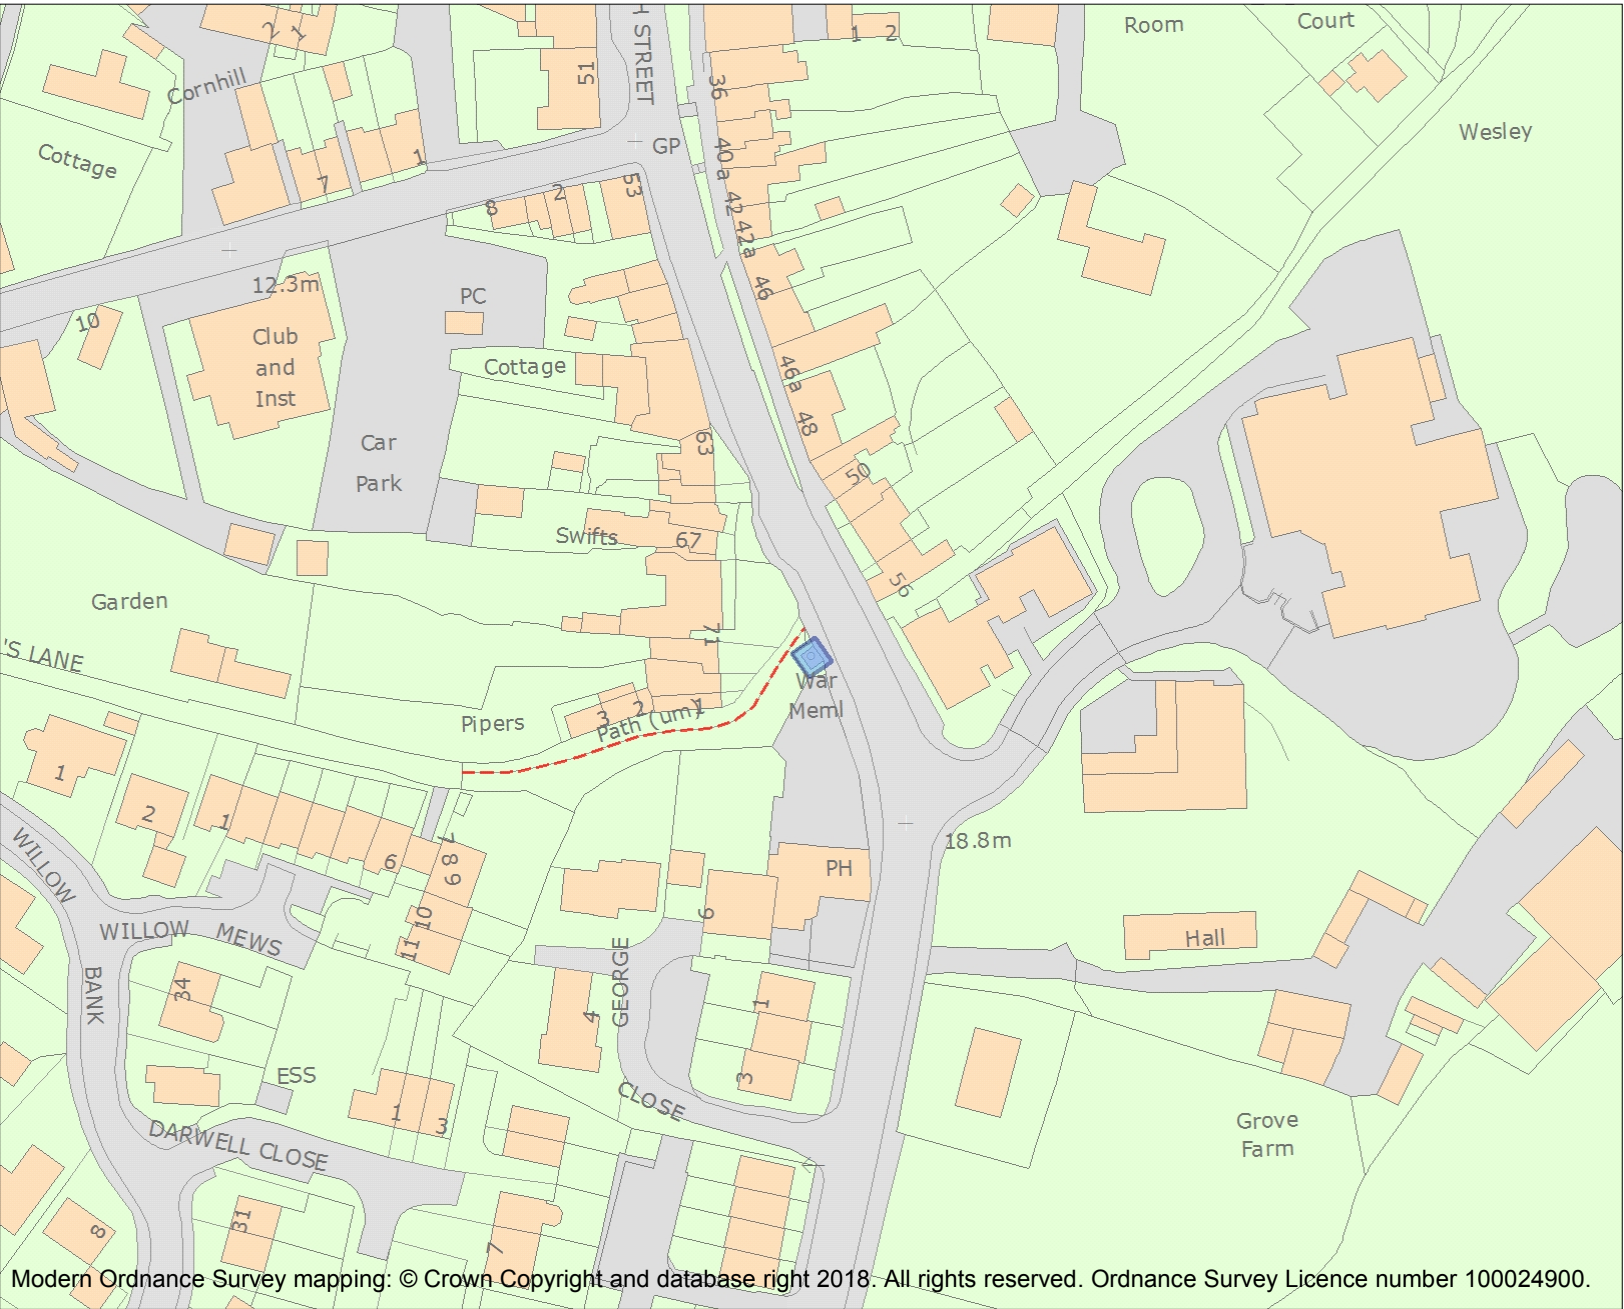 2 1
Cornhill
51
H STREET
36
1 2
Room
Court
Wesley
Cottage
7
1
GP
40a
42
42a
8
2
53
46
12.3m
PC
10
Club
and
Inst
Cottage
46a
48
Car
Park
63
50
Swifts
67
56
Garden
'S LANE
71
War
Meml
Pipers
3 2 1
Path (um)
1
2
1
6
7
8 9
10
11
18.8m
PH
6
WILLOW
BANK
WILLOW MEWS
Hall
34
GEORGE
CLOSE
4
1
3
ESS
1
3
DARWELL CLOSE
Grove
Farm
8
31
7
Modern Ordnance Survey mapping: © Crown Copyright and database right 2018. All rights reserved. Ordnance Survey Licence number 100024900.